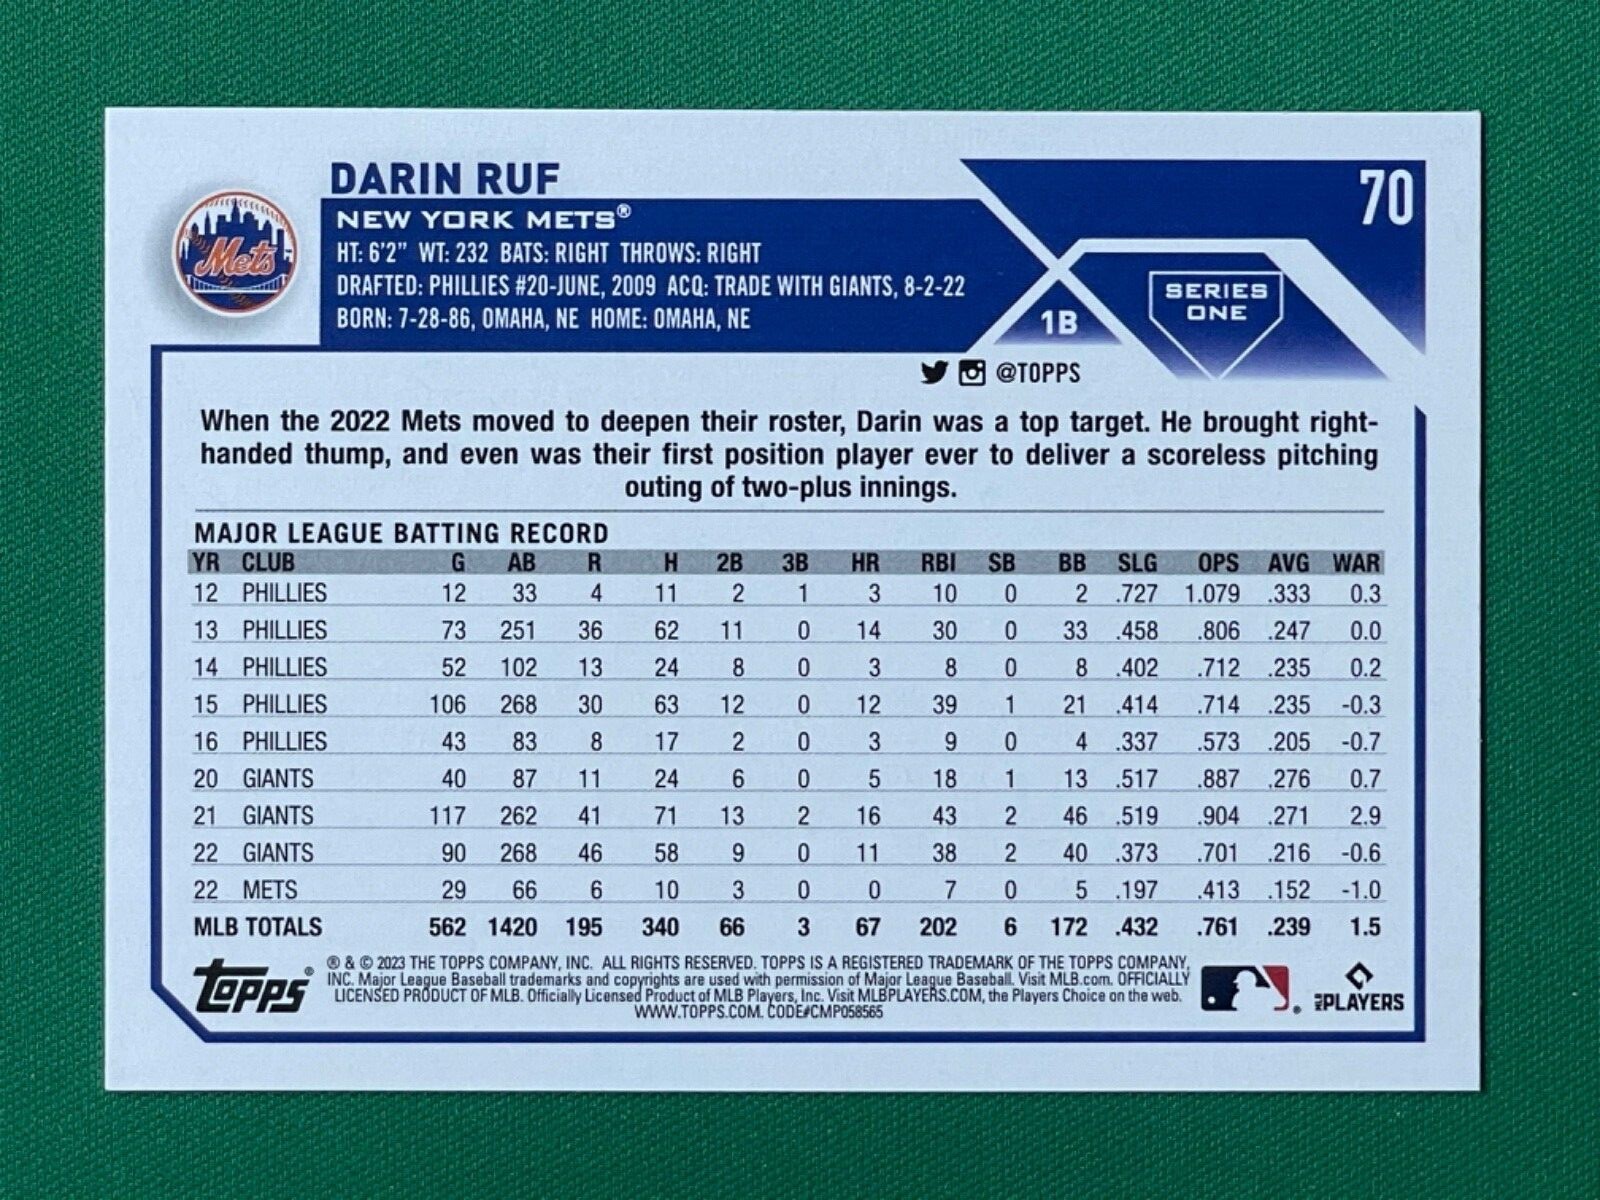 DARIN RUF
70
Mets
NEW YORK METS®
HT: 6'2" WT: 232 BATS: RIGHT THROWS: RIGHT
DRAFTED: PHILLIES #20-JUNE, 2009 ACQ: TRADE WITH GIANTS, 8-2-22
BORN: 7-28-86, OMAHA, NE HOME: OMAHA, NE
1B
SERIES
ONE
@TOPPS
When the 2022 Mets moved to deepen their roster, Darin was a top target. He brought right-
handed thump, and even was their first position player ever to deliver a scoreless pitching
outing of two-plus innings.
MAJOR LEAGUE BATTING RECORD
YR CLUB G AB R H 2B 3B HR RBI SB BB SLG OPS AVG WAR
12 PHILLIES 12 33 4 11 2 1 3 10 0 2 .727 1.079 .333 0.3
13 PHILLIES 73 251 36 62 11 0 14 30 0 33 .458 .806 .247 0.0
14 PHILLIES 52 102 13 24 8 0 3 8 0 8 .402 .712 .235 0.2
15 PHILLIES 106 268 30 63 12 0 12 39 1 21 .414 .714 .235 -0.3
16 PHILLIES 43 83 8 17 2 0 3 9 0 4 .337 .573 .205 -0.7
20 GIANTS 40 87 11 24 6 0 5 18 1 13 .517 .887 .276 0.7
21 GIANTS 117 262 41 71 13 2 16 43 2 46 .519 .904 .271 2.9
22 GIANTS 90 268 46 58 9 0 11 38 2 40 .373 .701 .216 -0.6
22 METS 29 66 6 10 3 0 0 7 0 5 .197 .413 .152 -1.0
MLB TOTALS 562 1420 195 340 66 3 67 202 6 172 .432 .761 .239 1.5
topps®
® & © 2023 THE TOPPS COMPANY, INC. ALL RIGHTS RESERVED. TOPPS IS A REGISTERED TRADEMARK OF THE TOPPS COMPANY,
INC. Major League Baseball trademarks and copyrights are used with permission of Major League Baseball. Visit MLB.com. OFFICIALLY
LICENSED PRODUCT OF MLB. Officially Licensed Product of MLB Players, Inc. Visit MLBPLAYERS.COM, the Players Choice on the web.
WWW.TOPPS.COM. CODE#CMP058565
MLB PLAYERS